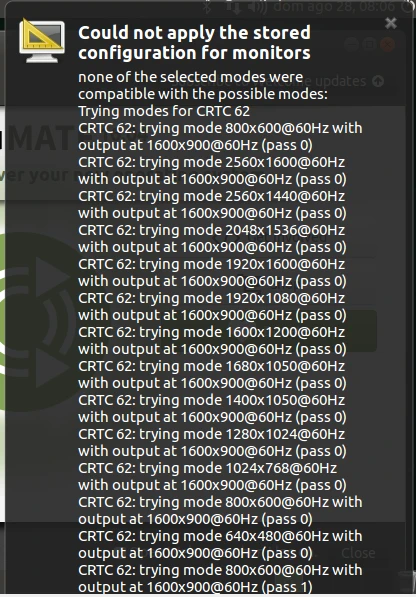 dom ago 28, 08:00
Could not apply the stored
configuration for monitors
none of the selected modes were
compatible with the possible modes:
Trying modes for CRTC 62
CRTC 62: trying mode 800x600@60Hz with
output at 1600x900@60Hz (pass 0)
CRTC 62: trying mode 2560x1600@60Hz
with output at 1600x900@60Hz (pass 0)
CRTC 62: trying mode 2560x1440@60Hz
with output at 1600x900@60Hz (pass 0)
CRTC 62: trying mode 2048x1536@60Hz
with output at 1600x900@60Hz (pass 0)
CRTC 62: trying mode 1920x1600@60Hz
with output at 1600x900@60Hz (pass 0)
CRTC 62: trying mode 1920x1080@60Hz
with output at 1600x900@60Hz (pass 0)
CRTC 62: trying mode 1600x1200@60Hz
with output at 1600x900@60Hz (pass 0)
CRTC 62: trying mode 1680x1050@60Hz
with output at 1600x900@60Hz (pass 0)
CRTC 62: trying mode 1400x1050@60Hz
with output at 1600x900@60Hz (pass 0)
CRTC 62: trying mode 1280x1024@60Hz
with output at 1600x900@60Hz (pass 0)
CRTC 62: trying mode 1024x768@60Hz
with output at 1600x900@60Hz (pass 0)
CRTC 62: trying mode 800x600@60Hz with
output at 1600x900@60Hz (pass 0)
CRTC 62: trying mode 640x480@60Hz with
output at 1600x900@60Hz (pass 0)
CRTC 62: trying mode 800x600@60Hz with
output at 1600x900@60Hz (pass 1)
updates
MAT
Close